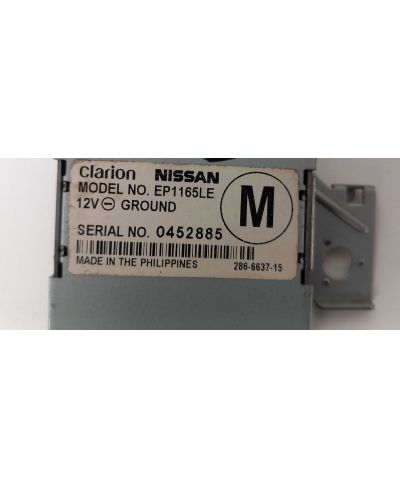 clarion NISSAN
MODEL NO. EP1165LE
12V⊖ GROUND
M
SERIAL NO. 0452885
MADE IN THE PHILIPPINES 286-6637-15